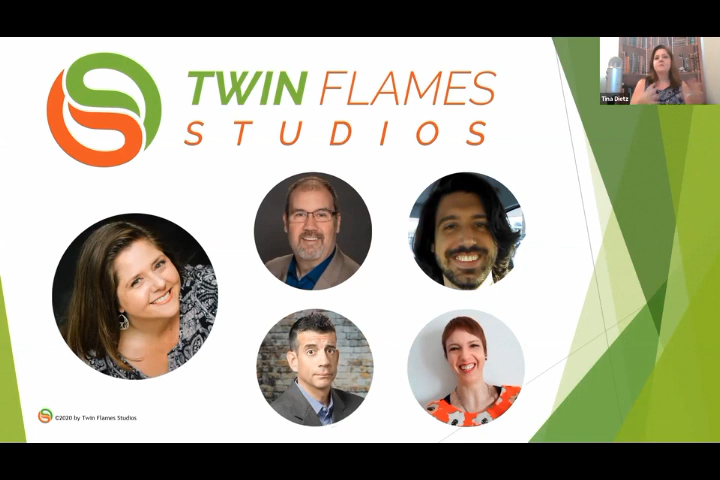 TWIN FLAMES
STUDIOS
Tina Dietz
©2020 by Twin Flames Studios